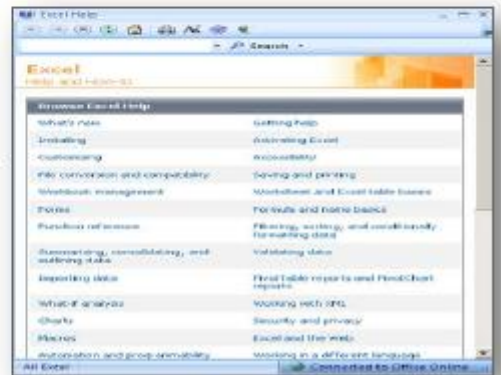 Excel Help
Search
Excel
Help and How-to
Browse Excel Help
What's new
Getting help
Installing
Activating Excel
Customizing
Accessibility
File conversion and compatibility
Saving and printing
Workbook management
Worksheet and Excel table basics
Forms
Formula and name basics
Function reference
Filtering, sorting, and conditionally
formatting data
Summarizing, consolidating, and
outlining data
Validating data
Importing data
PivotTable reports and PivotChart
reports
What-if analysis
Working with XML
Charts
Security and privacy
Macros
Excel and the Web
Automation and programmability
Working in a different language
All Excel
Connected to Office Online